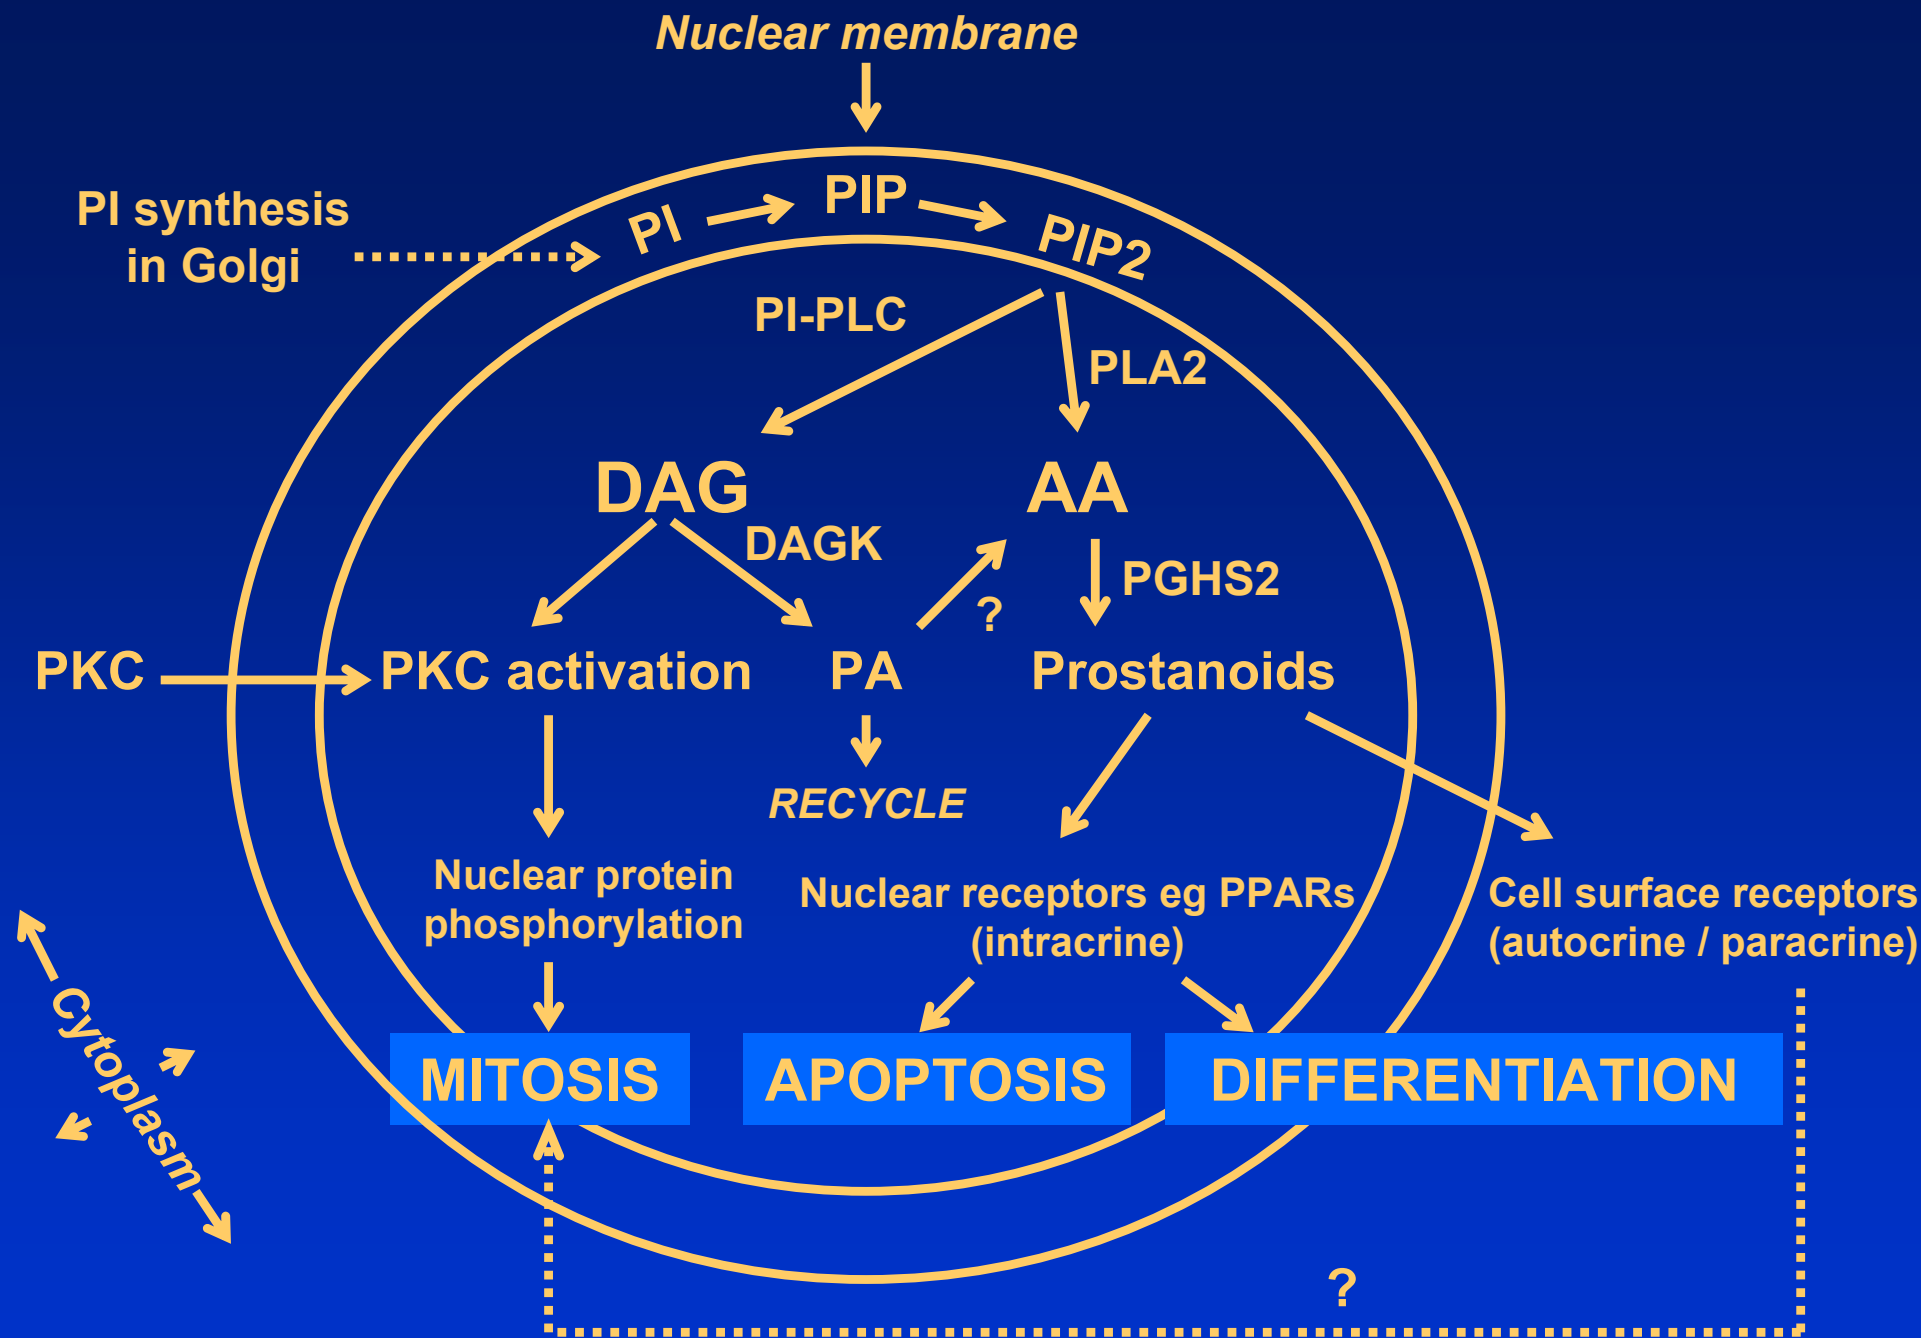 Nuclear membrane
PI synthesis
in Golgi
PI
PIP
PIP2
PI-PLC
PLA2
DAG
AA
DAGK
PGHS2
?
PKC
PKC activation
PA
Prostanoids
RECYCLE
Nuclear protein
phosphorylation
Nuclear receptors eg PPARs
(intracrine)
Cell surface receptors
(autocrine / paracrine)
Cytoplasm
MITOSIS
APOPTOSIS
DIFFERENTIATION
?